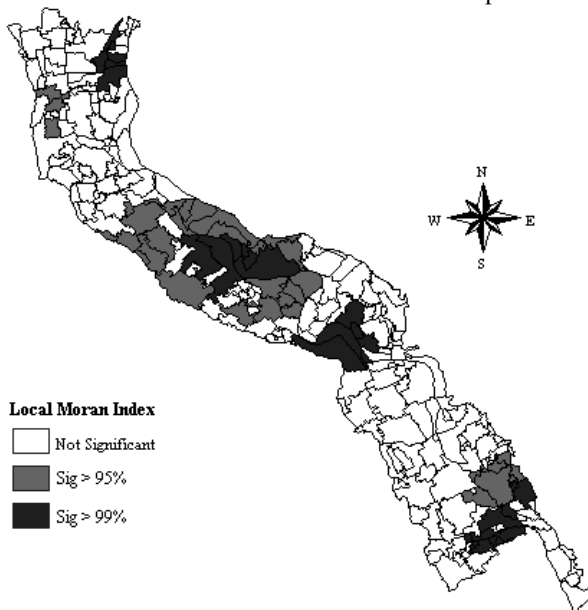 N
W E
S
Local Moran Index
Not Significant
Sig > 95%
Sig > 99%